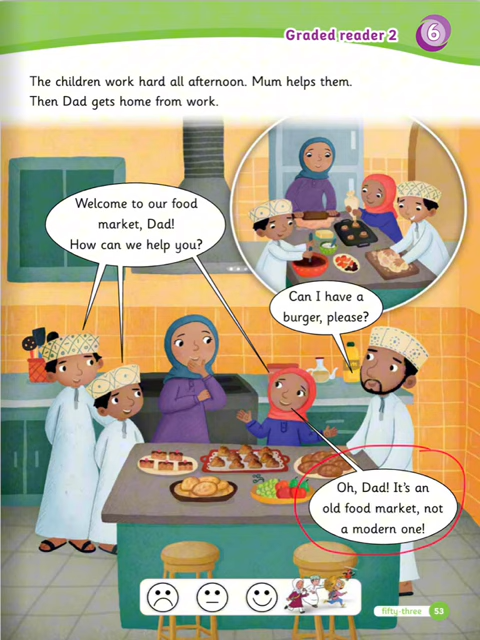 Graded reader 2
6
The children work hard all afternoon. Mum helps them.
Then Dad gets home from work.
Welcome to our food
market, Dad!
How can we help you?
Can I have a
burger, please?
Oh, Dad! It's an
old food market, not
a modern one!
fifty-three 53